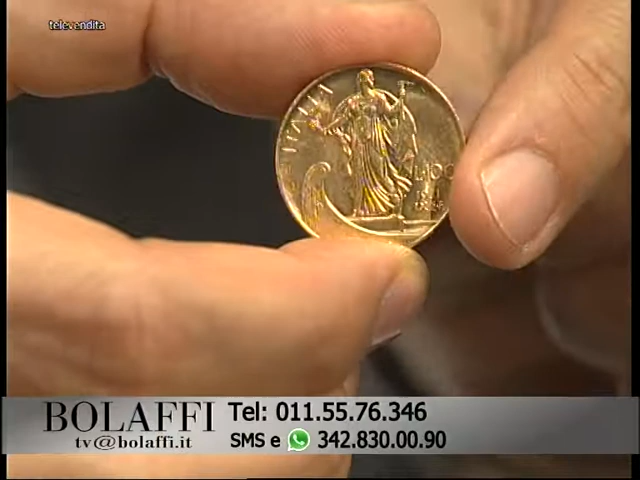 televendita
ITALIA
L.100
BOLAFFI
tv@bolaffi.it
Tel: 011.55.76.346
SMS e 342.830.00.90